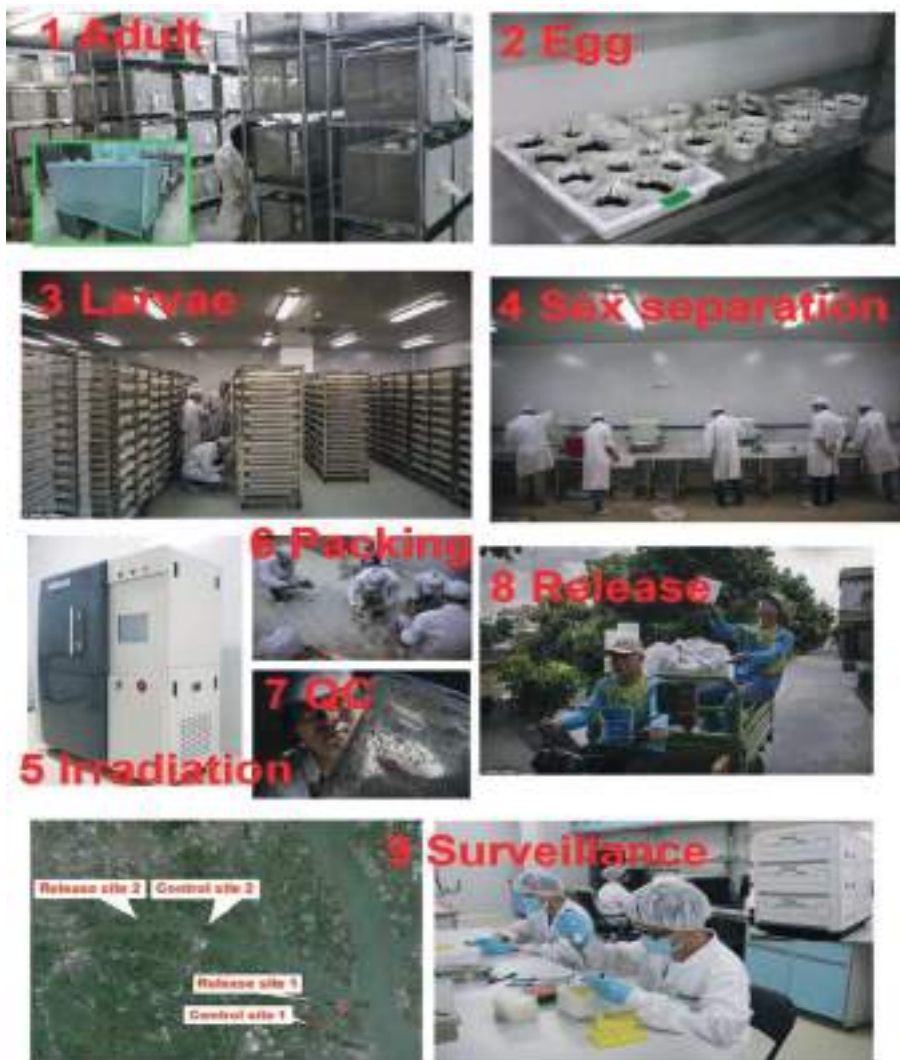 1 Adult
2 Egg
3 Larvae
4 Sex separation
5 Irradiation
6 Packing
7 QC
8 Release
9 Surveillance
Release site 2
Control site 2
Release site 1
Control site 1